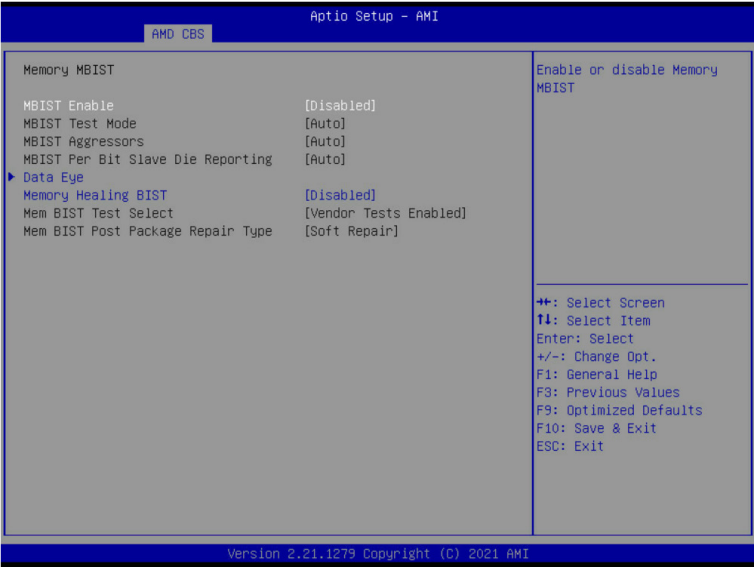 Aptio Setup – AMI
AMD CBS
Memory MBIST
MBIST Enable [Disabled]
MBIST Test Mode [Auto]
MBIST Aggressors [Auto]
MBIST Per Bit Slave Die Reporting [Auto]
Data Eye
Memory Healing BIST [Disabled]
Mem BIST Test Select [Vendor Tests Enabled]
Mem BIST Post Package Repair Type [Soft Repair]
Enable or disable Memory
MBIST
→←: Select Screen
↑↓: Select Item
Enter: Select
+/-: Change Opt.
F1: General Help
F3: Previous Values
F9: Optimized Defaults
F10: Save & Exit
ESC: Exit
Version 2.21.1279 Copyright (C) 2021 AMI